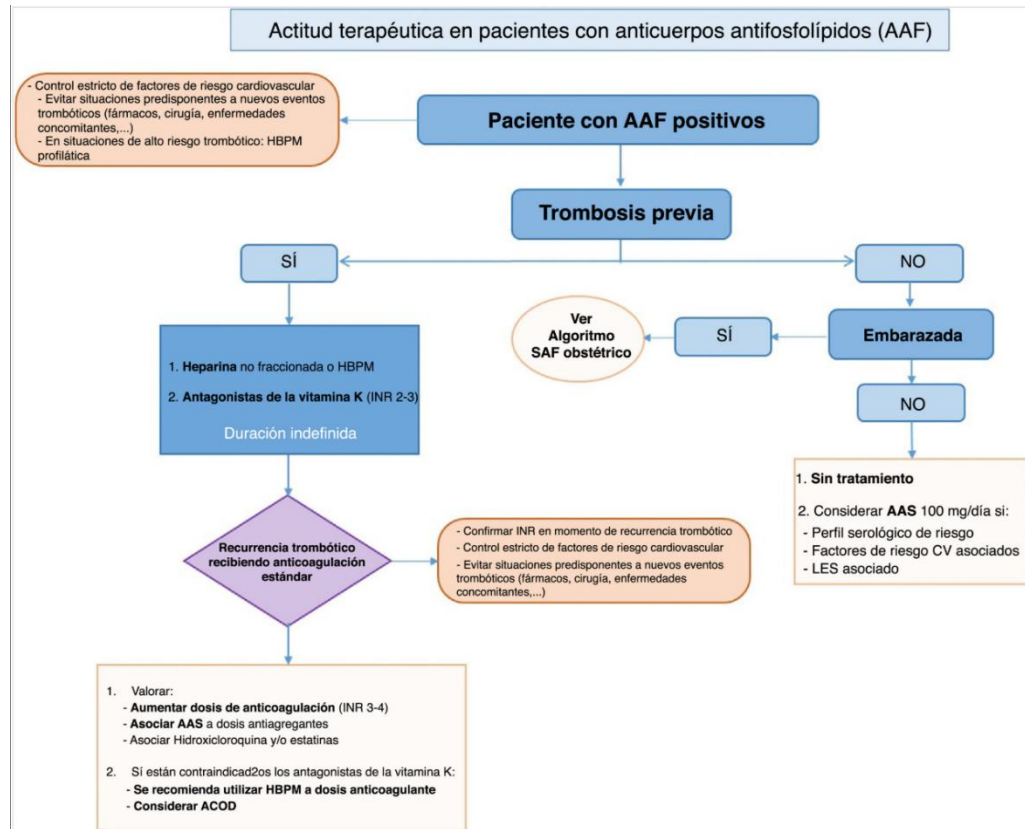 Actitud terapéutica en pacientes con anticuerpos antifosfolípidos (AAF)
- Control estricto de factores de riesgo cardiovascular
- Evitar situaciones predisponentes a nuevos eventos
trombóticos (fármacos, cirugía, enfermedades
concomitantes,...)
- En situaciones de alto riesgo trombótico: HBPM
profilática
Paciente con AAF positivos
Trombosis previa
SÍ
NO
1. Heparina no fraccionada o HBPM
2. Antagonistas de la vitamina K (INR 2-3)
Duración indefinida
Ver
Algoritmo
SAF obstétrico
SÍ
Embarazada
NO
1. Sin tratamiento
2. Considerar AAS 100 mg/día si:
- Perfil serológico de riesgo
- Factores de riesgo CV asociados
- LES asociado
Recurrencia trombótico
recibiendo anticoagulación
estándar
- Confirmar INR en momento de recurrencia trombótico
- Control estricto de factores de riesgo cardiovascular
- Evitar situaciones predisponentes a nuevos eventos
trombóticos (fármacos, cirugía, enfermedades
concomitantes,...)
1. Valorar:
- Aumentar dosis de anticoagulación (INR 3-4)
- Asociar AAS a dosis antiagregantes
- Asociar Hidroxicloroquina y/o estatinas
2. Sí están contraindicad2os los antagonistas de la vitamina K:
- Se recomienda utilizar HBPM a dosis anticoagulante
- Considerar ACOD